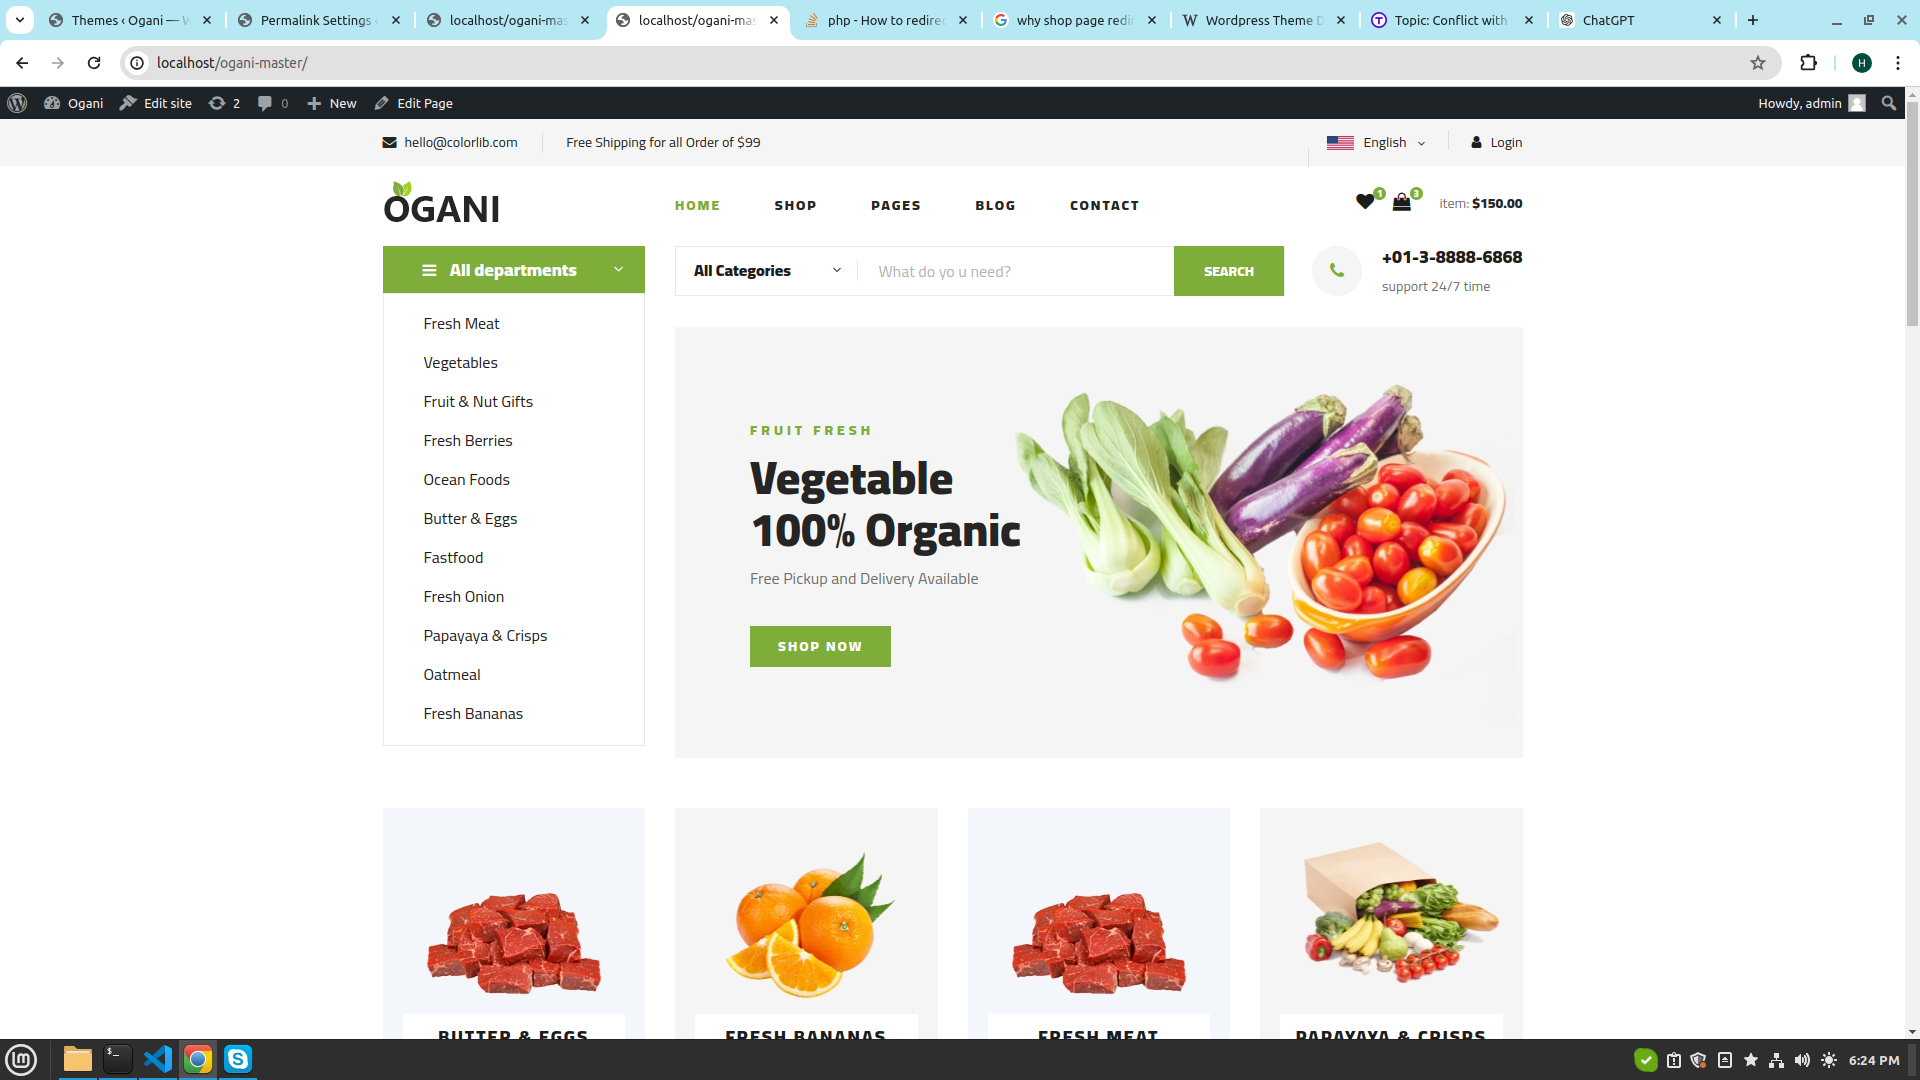 Themes ‹ Ogani — W
Permalink Settings ‹
localhost/ogani-mas
localhost/ogani-mas
php - How to redirec
why shop page redir
Wordpress Theme D
Topic: Conflict with
ChatGPT
localhost/ogani-master/
H
Ogani
Edit site
2
0
New
Edit Page
Howdy, admin
hello@colorlib.com
Free Shipping for all Order of $99
English
Login
OGANI
HOME
SHOP
PAGES
BLOG
CONTACT
1
3
item: $150.00
All departments
All Categories
What do yo u need?
SEARCH
+01-3-8888-6868
support 24/7 time
Fresh Meat
Vegetables
Fruit & Nut Gifts
Fresh Berries
Ocean Foods
Butter & Eggs
Fastfood
Fresh Onion
Papayaya & Crisps
Oatmeal
Fresh Bananas
FRUIT FRESH
Vegetable
100% Organic
Free Pickup and Delivery Available
SHOP NOW
BUTTER & EGGS
FRESH BANANAS
FRESH MEAT
PAPAYAYA & CRISPS
6:24 PM